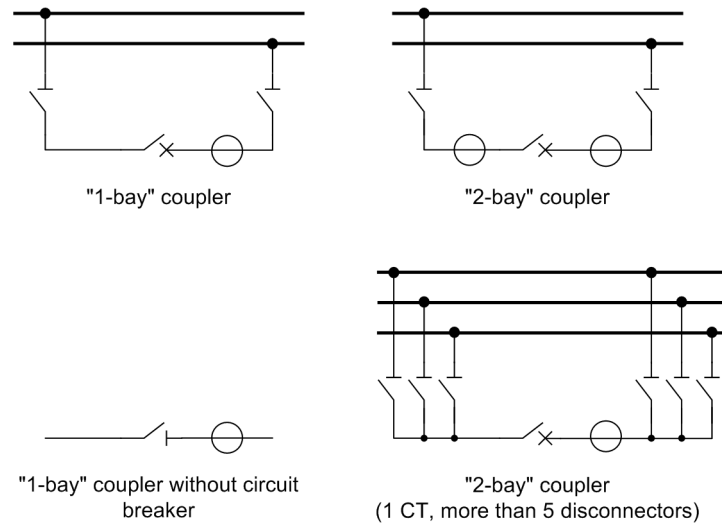 "1-bay" coupler
"2-bay" coupler
"1-bay" coupler without circuit
breaker
"2-bay" coupler
(1 CT, more than 5 disconnectors)